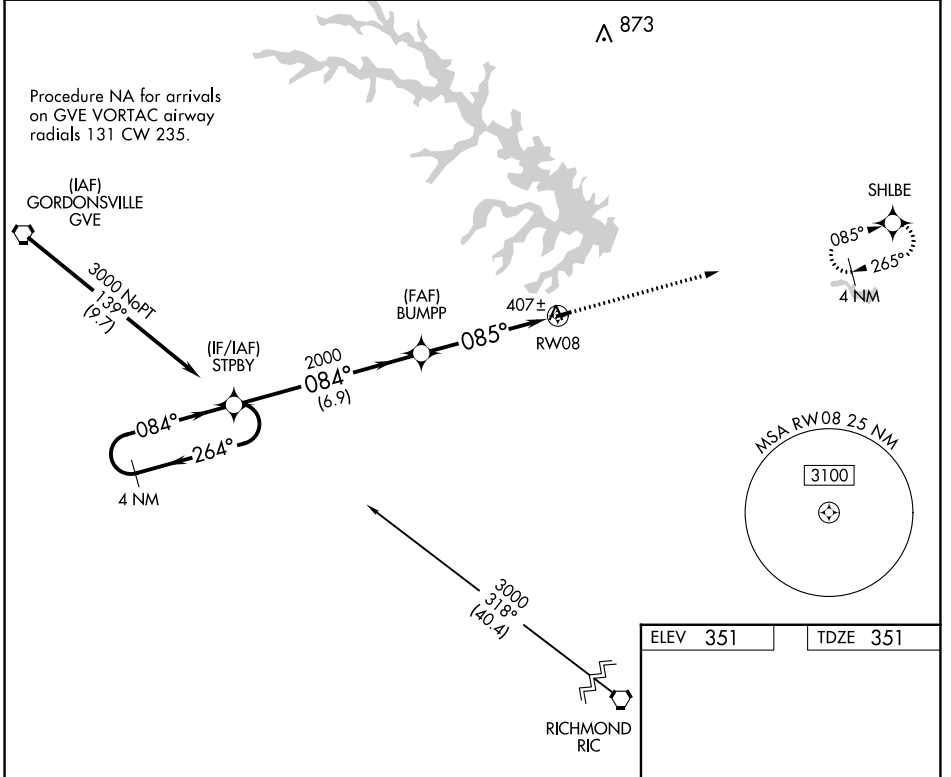 873
Procedure NA for arrivals
on GVE VORTAC airway
radials 131 CW 235.
(IAF)
GORDONSVILLE
GVE
3000 NoPT
139°
(9.7)
SHLBE
085°
265°
4 NM
(FAF)
BUMPP
407±
RW08
085°
(IF/IAF)
STPBY
2000
084°
(6.9)
084°
264°
4 NM
MSA RW08 25 NM
3100
3000
318°
(40.4)
RICHMOND
RIC
ELEV 351
TDZE 351